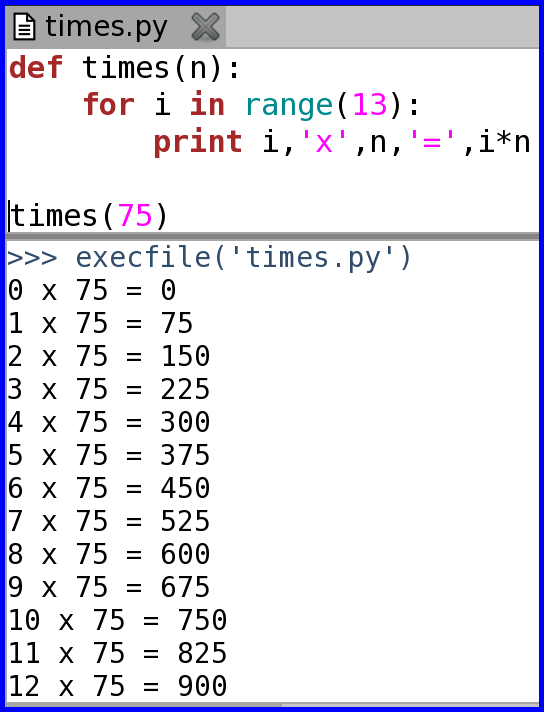 times.py
def times(n):
    for i in range(13):
        print i,'x',n,'=',i*n

times(75)
>>> execfile('times.py')
0 x 75 = 0
1 x 75 = 75
2 x 75 = 150
3 x 75 = 225
4 x 75 = 300
5 x 75 = 375
6 x 75 = 450
7 x 75 = 525
8 x 75 = 600
9 x 75 = 675
10 x 75 = 750
11 x 75 = 825
12 x 75 = 900